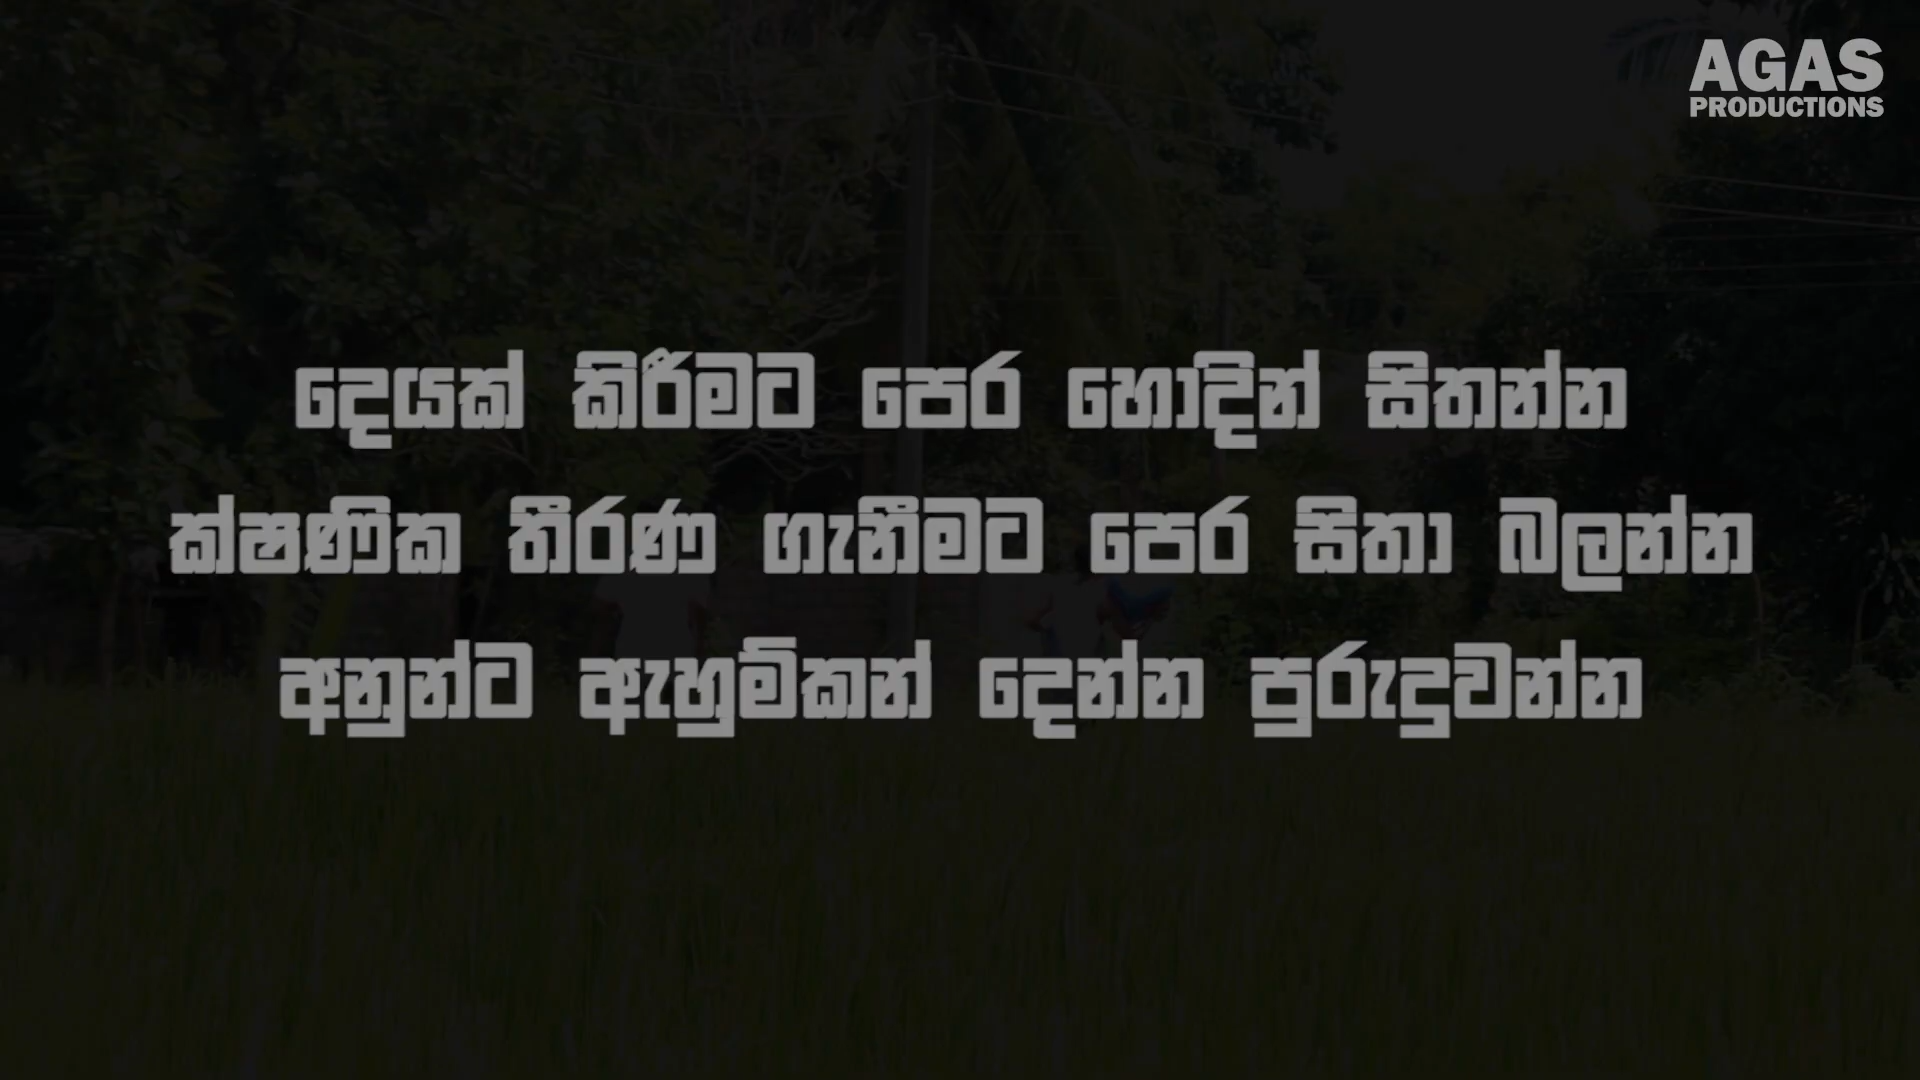 AGAS
PRODUCTIONS
දෙයක් කිරීමට පෙර හොදින් සිතන්න
ක්ෂණික තීරණ ගැනීමට පෙර සිතා බලන්න
අනුන්ට ඇහුම්කන් දෙන්න පුරුදුවන්න